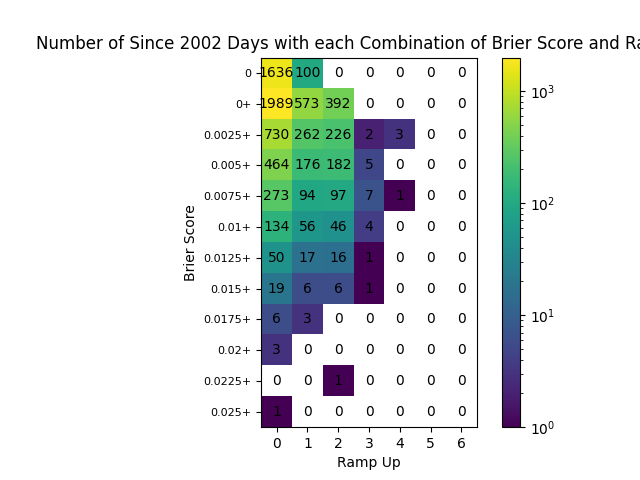 Number of Since 2002 Days with each Combination of Brier Score and Ra
0 1636 100 0 0 0 0 0
0+ 1989 573 392 0 0 0 0
0.0025+ 730 262 226 2 3 0 0
0.005+ 464 176 182 5 0 0 0
0.0075+ 273 94 97 7 1 0 0
0.01+ 134 56 46 4 0 0 0
0.0125+ 50 17 16 1 0 0 0
0.015+ 19 6 6 1 0 0 0
0.0175+ 6 3 0 0 0 0 0
0.02+ 3 0 0 0 0 0 0
0.0225+ 0 0 1 0 0 0 0
0.025+ 1 0 0 0 0 0 0
0 1 2 3 4 5 6
Ramp Up
Brier Score
10³
10²
10¹
10⁰